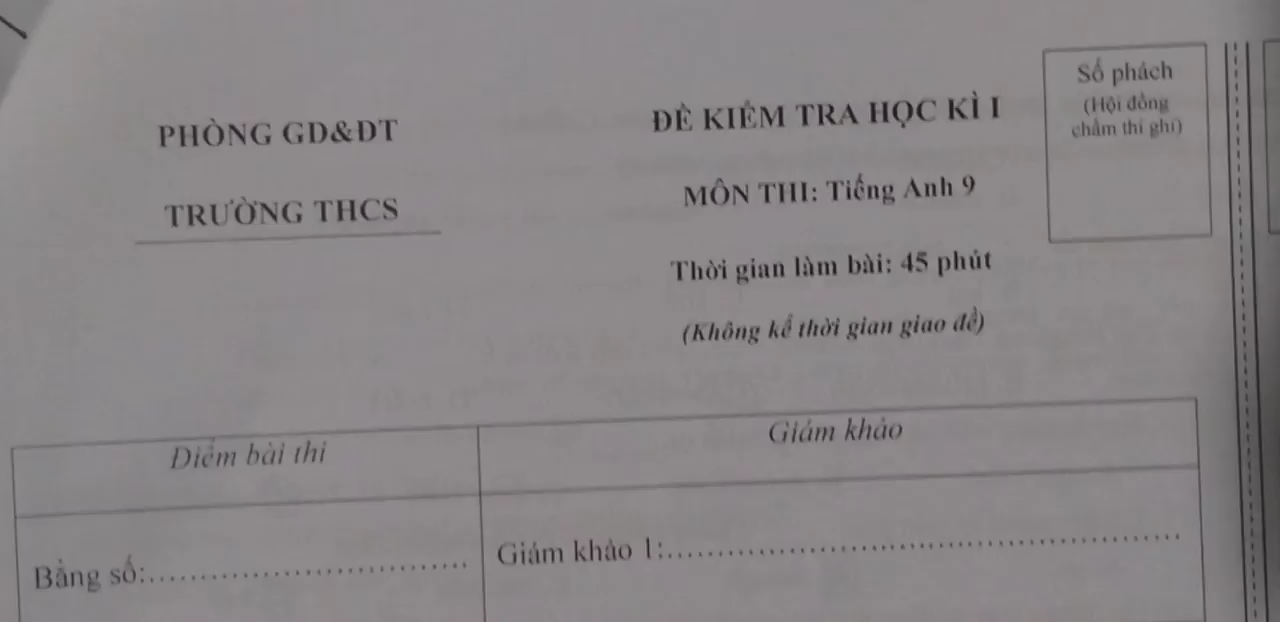 PHÒNG GD&ĐT
TRƯỜNG THCS
ĐỀ KIỂM TRA HỌC KÌ I
MÔN THI: Tiếng Anh 9
Thời gian làm bài: 45 phút
(Không kể thời gian giao đề)
Số phách
(Hội đồng
chấm thi ghi)
Điểm bài thi
Giám khảo
Bằng số:................................
Giám khảo 1:..................................................